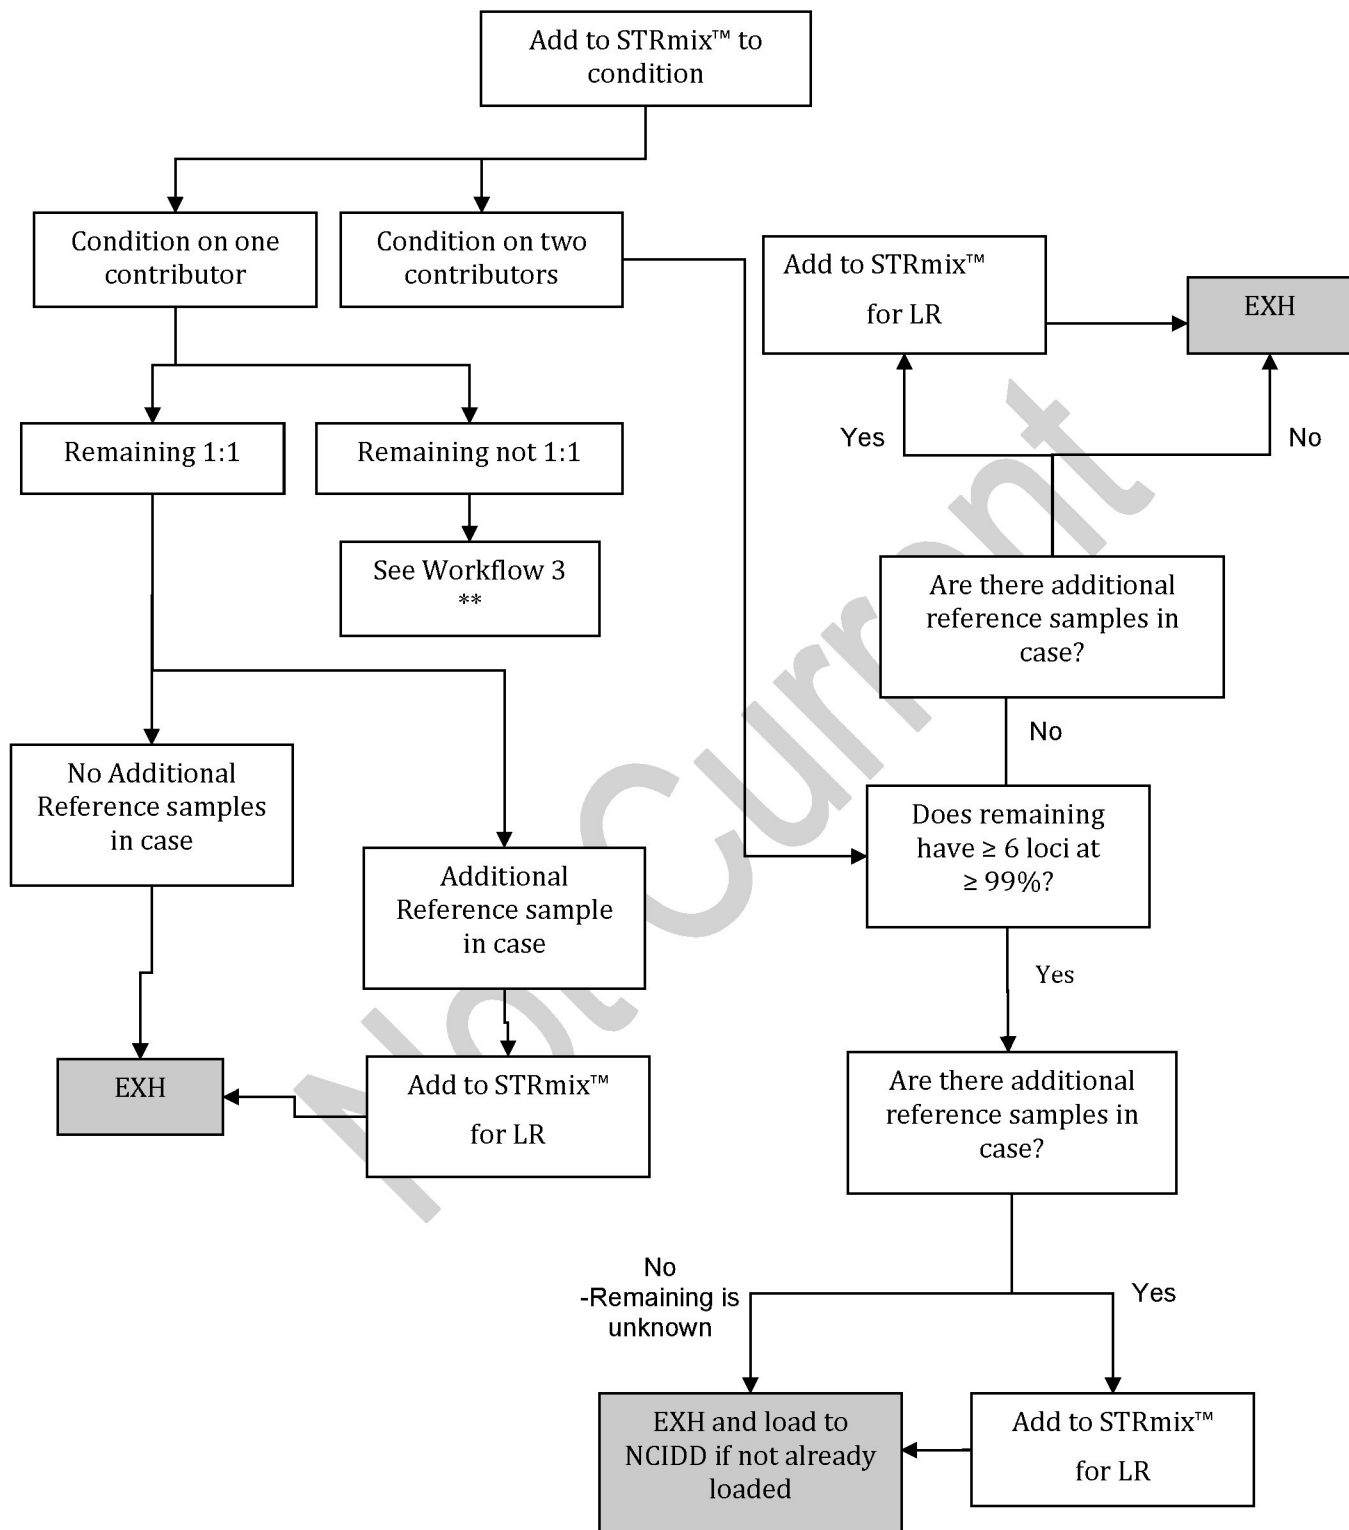 Add to STRmix™ to
condition
Condition on one
contributor
Condition on two
contributors
Add to STRmix™
for LR
EXH
Remaining 1:1
Remaining not 1:1
Yes
No
See Workflow 3
**
Are there additional
reference samples in
case?
No
No Additional
Reference samples
in case
Does remaining
have ≥ 6 loci at
≥ 99%?
Additional
Reference sample
in case
Yes
EXH
Add to STRmix™
for LR
Are there additional
reference samples in
case?
No
-Remaining is
unknown
Yes
EXH and load to
NCIDD if not already
loaded
Add to STRmix™
for LR
Not Current